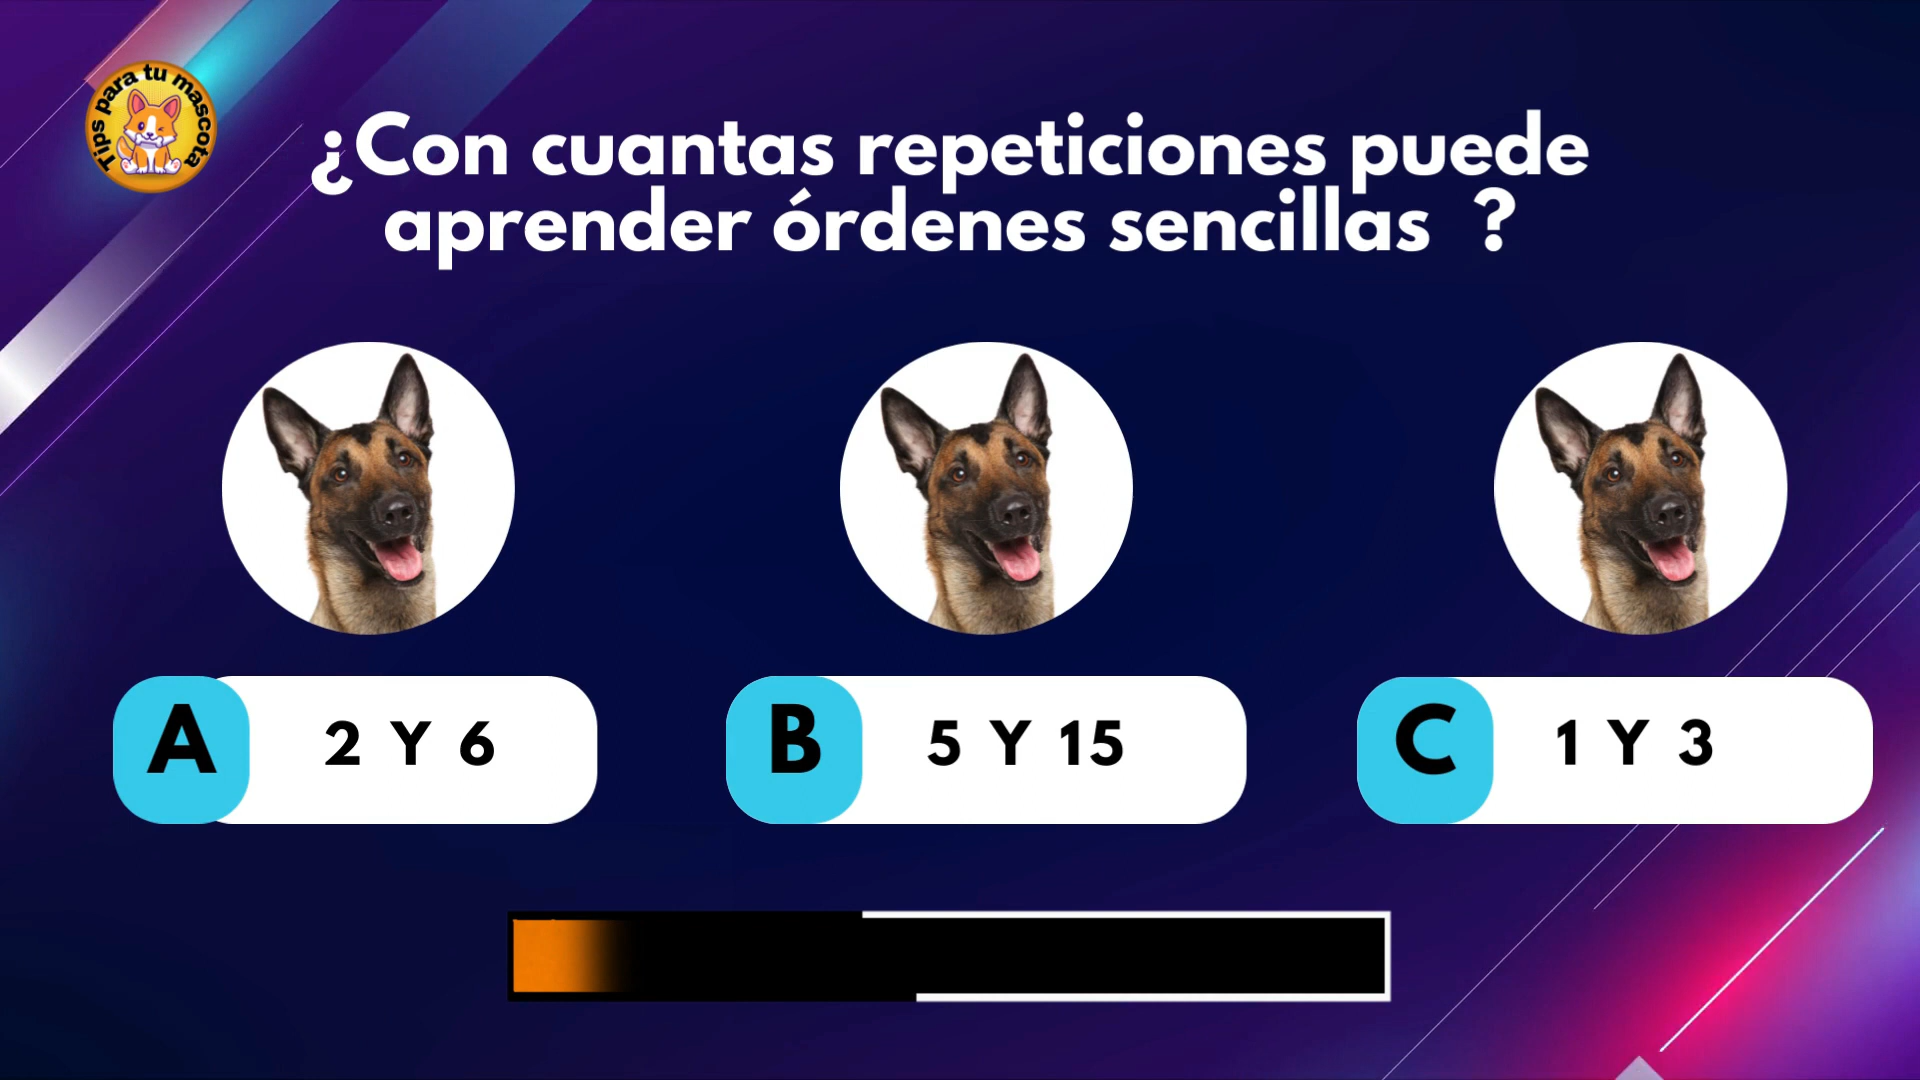 Tips para tu mascota
¿Con cuantas repeticiones puede
aprender órdenes sencillas ?
A 2 Y 6
B 5 Y 15
C 1 Y 3